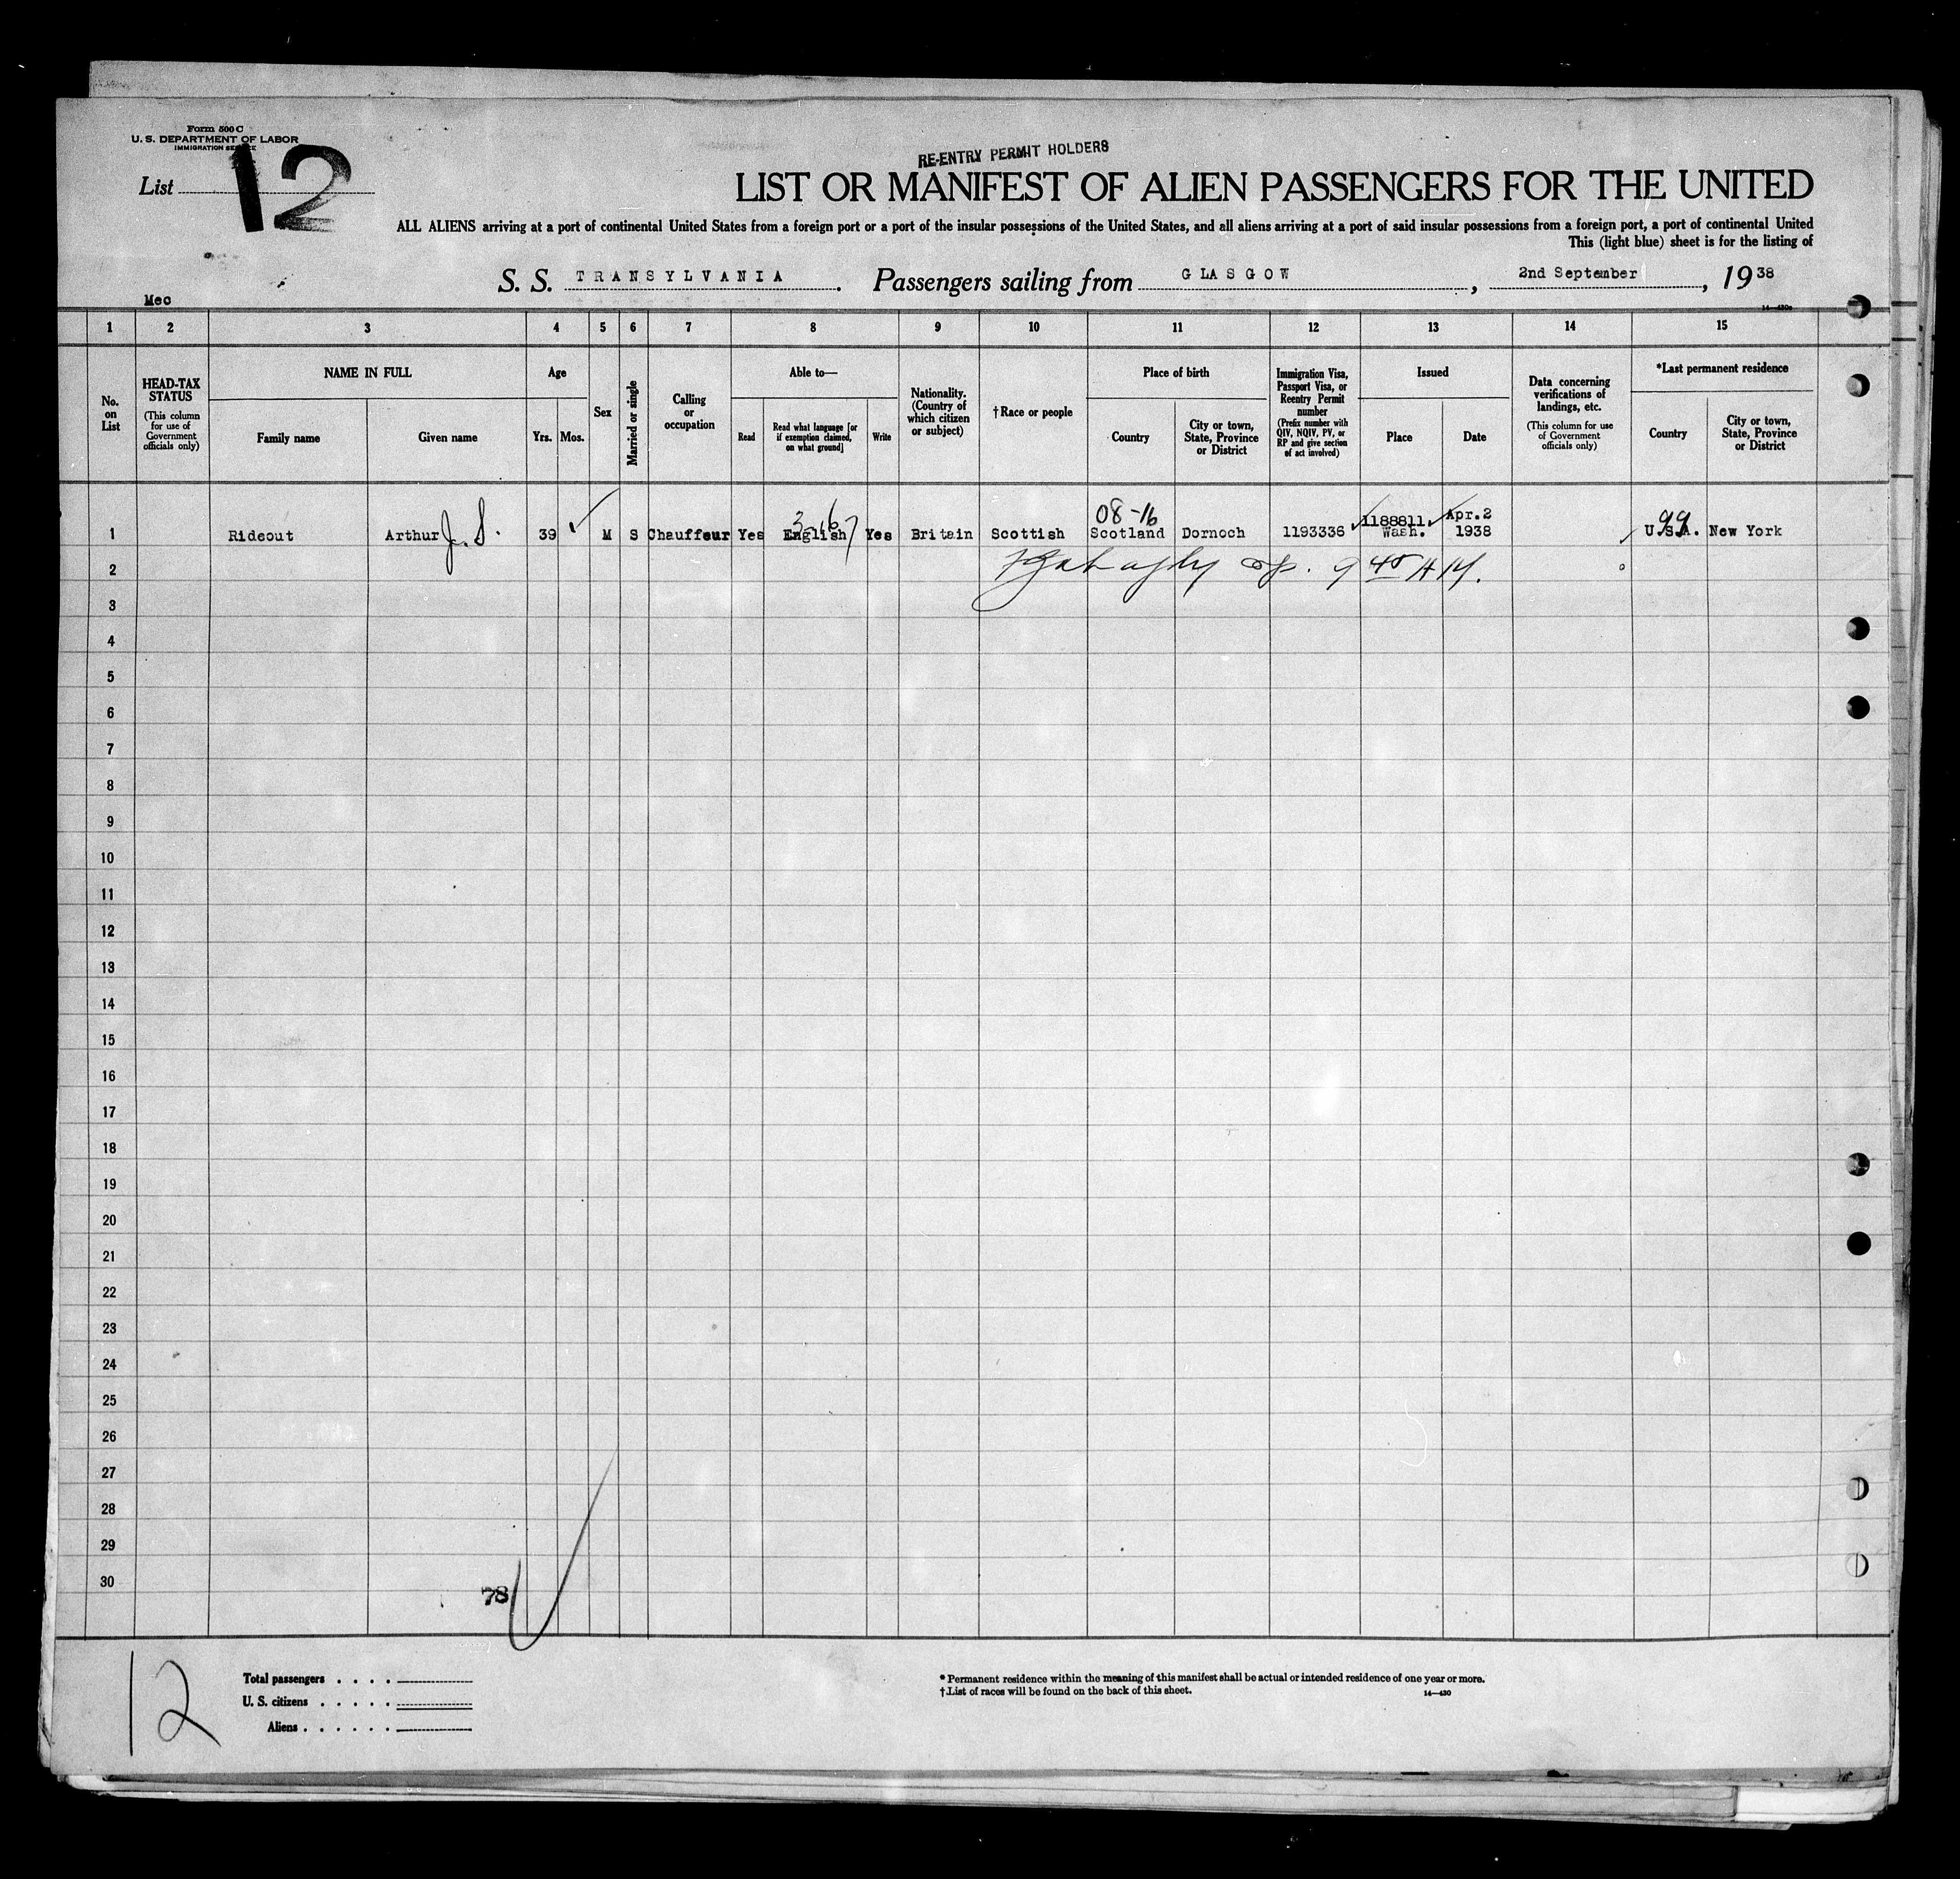 Form 500 C
U. S. DEPARTMENT OF LABOR
IMMIGRATION SERVICE
List 12
RE-ENTRY PERMIT HOLDERS
LIST OR MANIFEST OF ALIEN PASSENGERS FOR THE UNITED
ALL ALIENS arriving at a port of continental United States from a foreign port or a port of the insular possessions of the United States, and all aliens arriving at a port of said insular possessions from a foreign port, a port of continental United
This (light blue) sheet is for the listing of
S. S. TRANSYLVANIA. Passengers sailing from GLASGOW, 2nd September, 1938
Mec
14—430a
1 2 3 4 5 6 7 8 9 10 11 12 13 14 15
No. on List
HEAD-TAX STATUS (This column for use of Government officials only)
NAME IN FULL
Family name Given name
Age
Yrs. Mos.
Sex
Married or single
Calling or occupation
Able to—
Read Read what language [or if exemption claimed, on what ground] Write
Nationality. (Country of which citizen or subject)
†Race or people
Place of birth
Country City or town, State, Province or District
Immigration Visa, Passport Visa, or Reentry Permit number (Prefix number with QIV, NQIV, PV, or RP and give section of act involved)
Issued
Place Date
Data concerning verifications of landings, etc. (This column for use of Government officials only)
*Last permanent residence
Country City or town, State, Province or District
08-16 1188811 Apr.2 99
1 Rideout Arthur J. S. 39 M S Chauffeur Yes English Yes Britain Scottish Scotland Dornoch 1193336 Wash. 1938 U.S.A. New York
2
3
4
5
6
7
8
9
10
11
12
13
14
15
16
17
18
19
20
21
22
23
24
25
26
27
28
29
30
78
12
Total passengers . . . .
U. S. citizens . . . . .
Aliens . . . . . .
* Permanent residence within the meaning of this manifest shall be actual or intended residence of one year or more.
† List of races will be found on the back of this sheet.
14—430